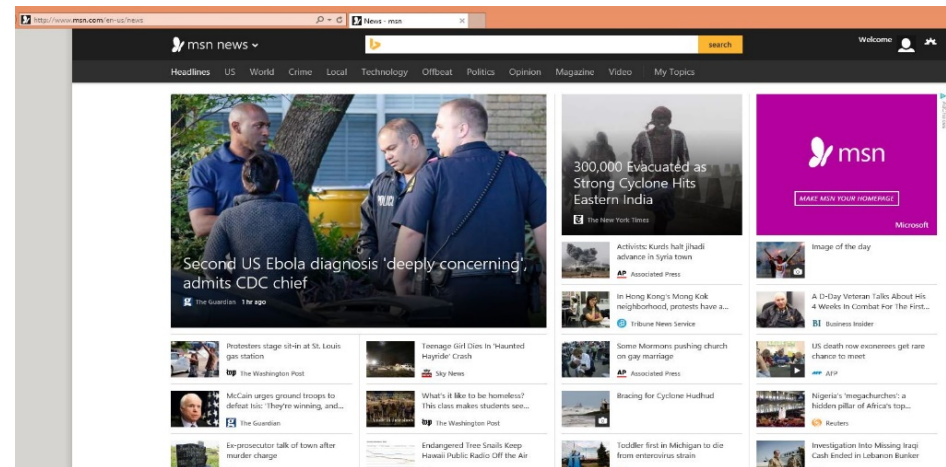 http://www.msn.com/en-us/news
News - msn
msn news
search
Welcome
Headlines US World Crime Local Technology Offbeat Politics Opinion Magazine Video My Topics
POLICE
Second US Ebola diagnosis 'deeply concerning',
admits CDC chief
The Guardian 1 hr ago
300,000 Evacuated as
Strong Cyclone Hits
Eastern India
The New York Times
msn
MAKE MSN YOUR HOMEPAGE
Microsoft
Activists: Kurds halt jihadi
advance in Syria town
AP Associated Press
In Hong Kong's Mong Kok
neighborhood, protests have a...
Tribune News Service
Some Mormons pushing church
on gay marriage
AP Associated Press
Bracing for Cyclone Hudhud
Toddler first in Michigan to die
from enterovirus strain
Image of the day
A D-Day Veteran Talks About His
4 Weeks In Combat For The First...
BI Business Insider
US death row exonerees get rare
chance to meet
AFP AFP
Nigeria's 'megachurches': a
hidden pillar of Africa's top...
Reuters
Investigation Into Missing Iraqi
Cash Ended in Lebanon Bunker
Protesters stage sit-in at St. Louis
gas station
twp The Washington Post
McCain urges ground troops to
defeat Isis: 'They're winning, and...
The Guardian
Ex-prosecutor talk of town after
murder charge
Teenage Girl Dies In 'Haunted
Hayride' Crash
Sky News
What's it like to be homeless?
This class makes students see...
twp The Washington Post
Endangered Tree Snails Keep
Hawaii Public Radio Off the Air